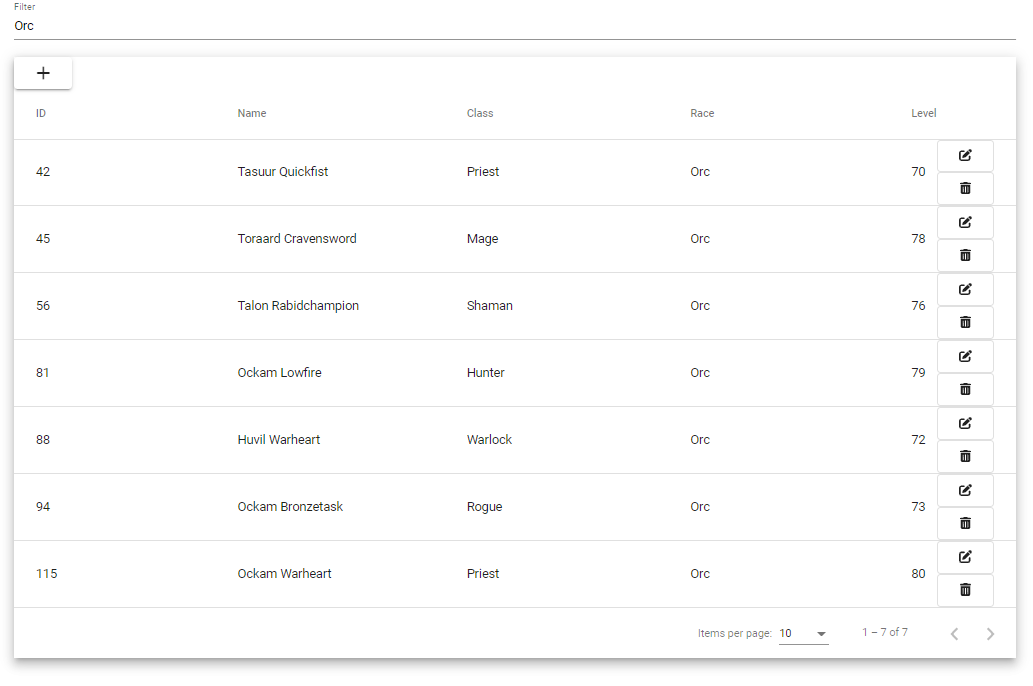 Filter
Orc
+
ID Name Class Race Level
42 Tasuur Quickfist Priest Orc 70
45 Toraard Cravensword Mage Orc 78
56 Talon Rabidchampion Shaman Orc 76
81 Ockam Lowfire Hunter Orc 79
88 Huvil Warheart Warlock Orc 72
94 Ockam Bronzetask Rogue Orc 73
115 Ockam Warheart Priest Orc 80
Items per page: 10 1 – 7 of 7